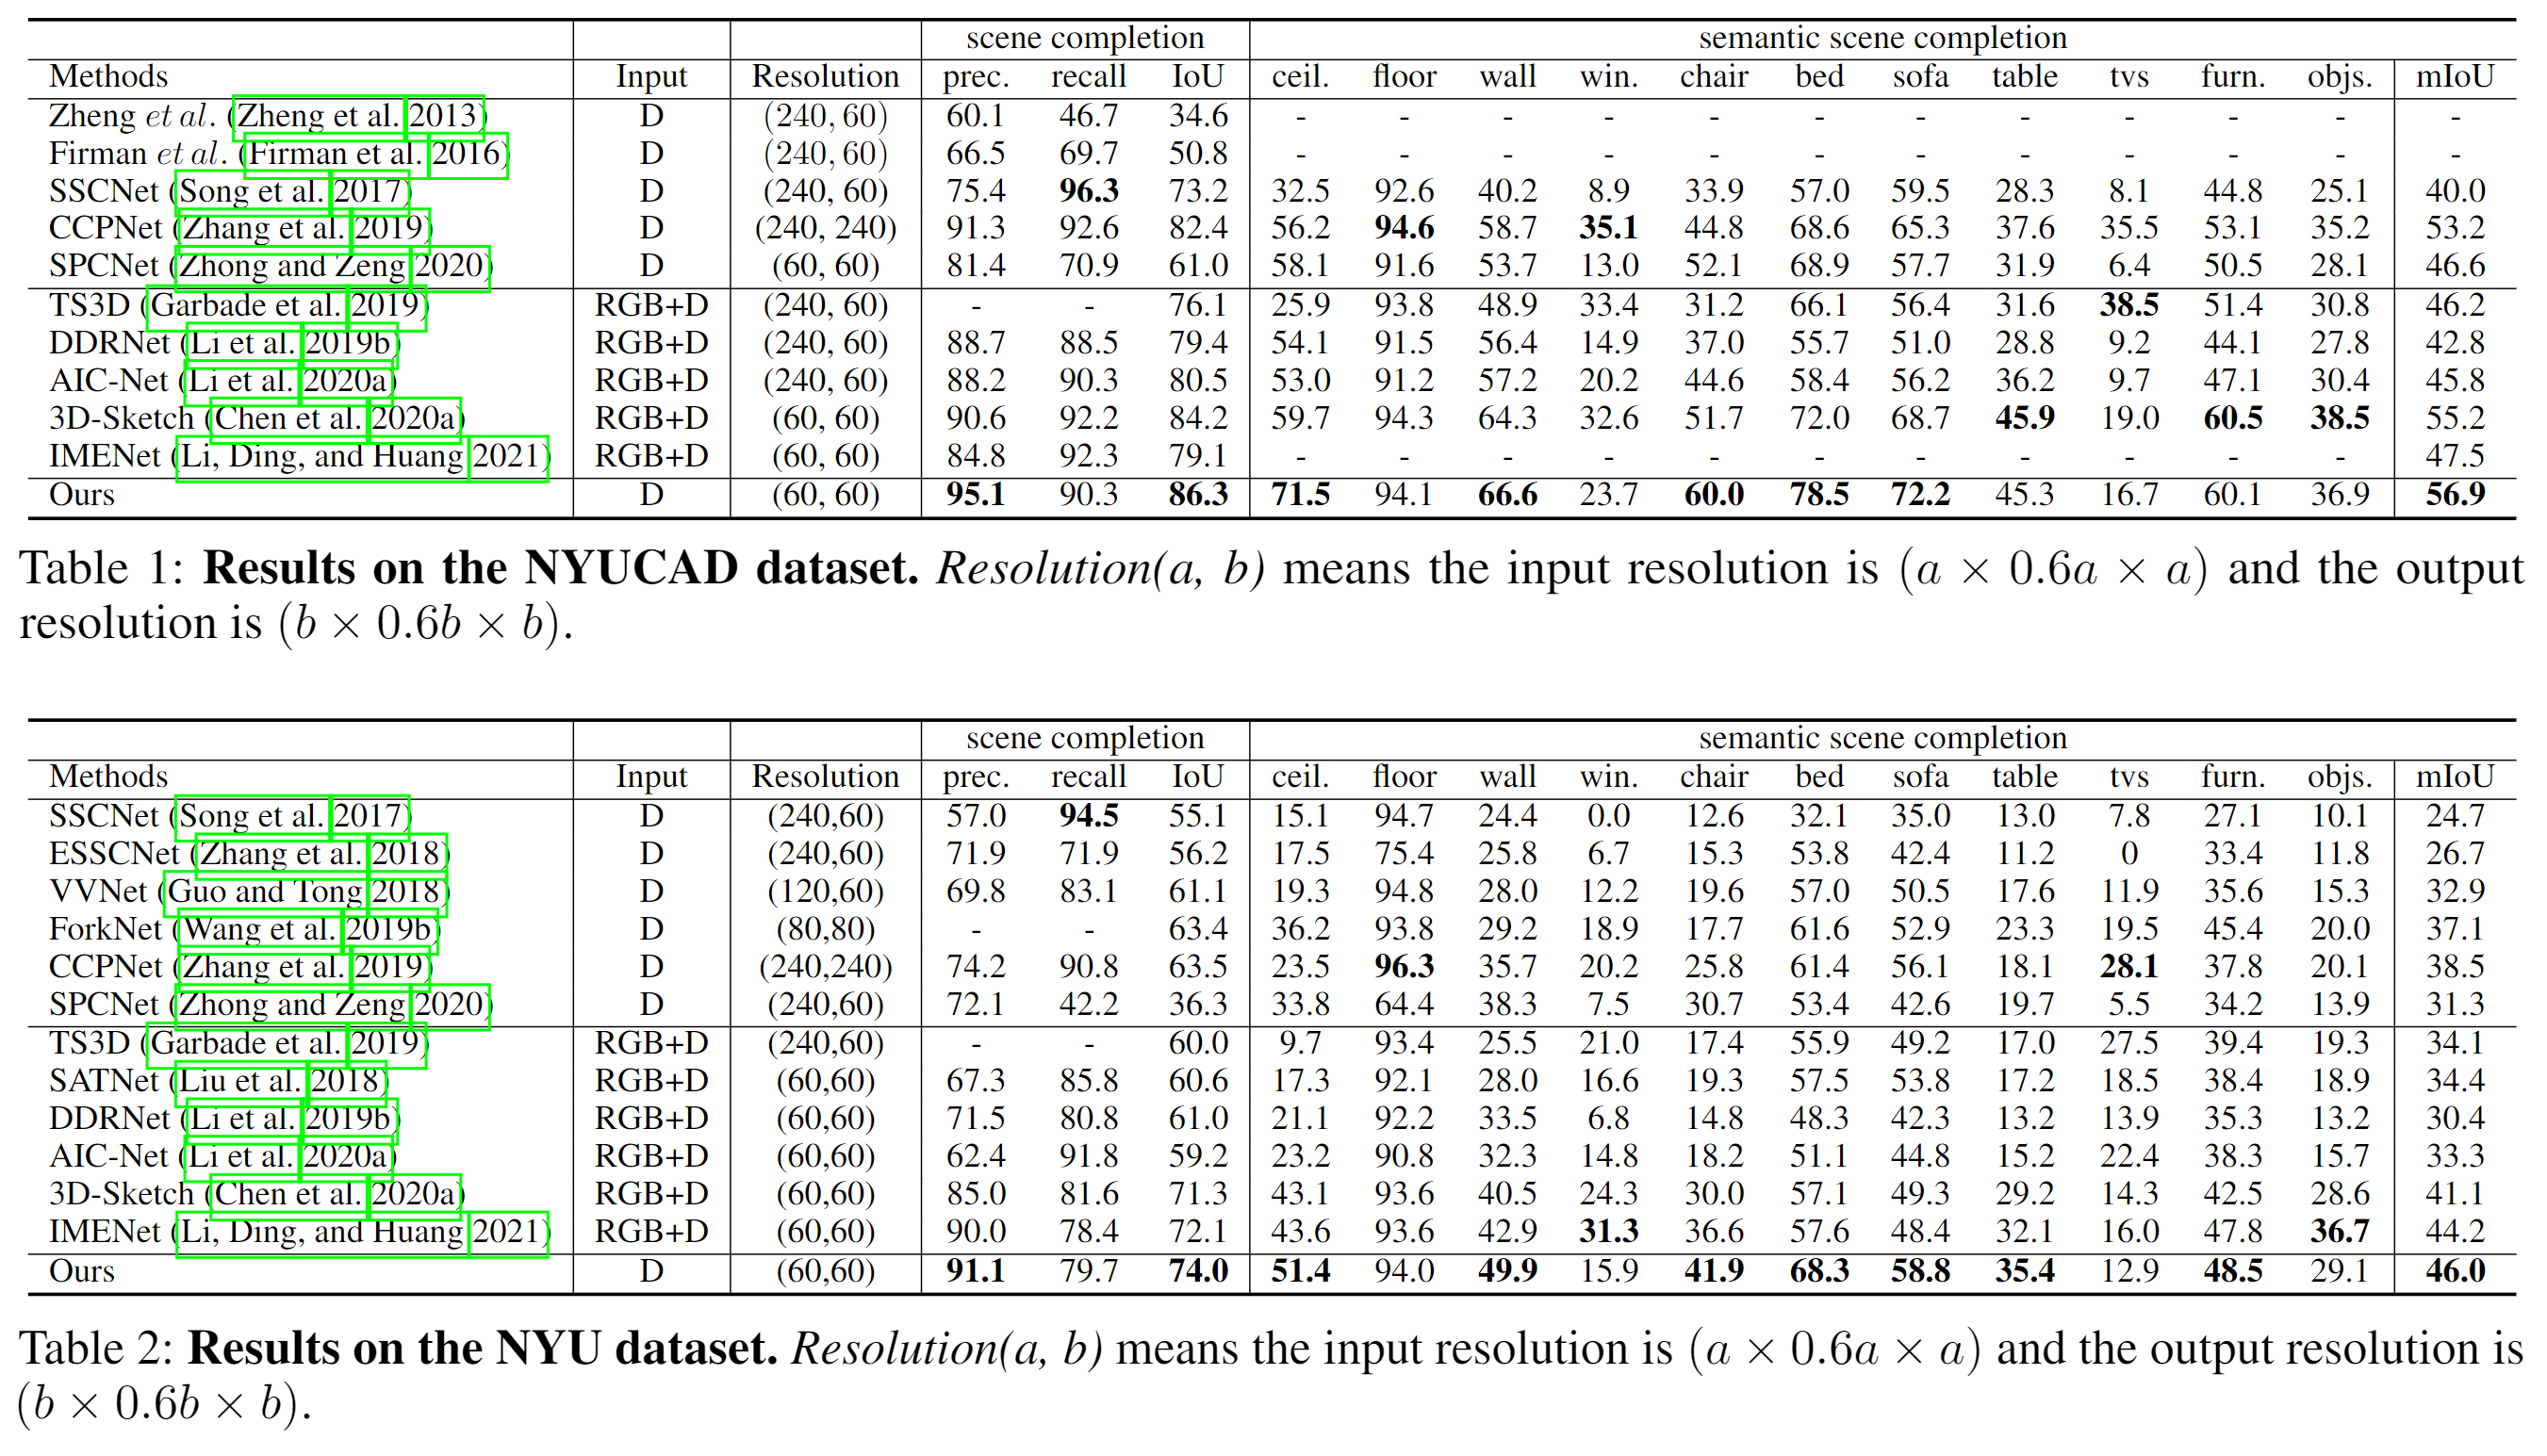 scene completion semantic scene completion
Methods Input Resolution prec. recall IoU ceil. floor wall win. chair bed sofa table tvs furn. objs. mIoU
Zheng et al. (Zheng et al. 2013) D (240, 60) 60.1 46.7 34.6 - - - - - - - - - - - -
Firman et al. (Firman et al. 2016) D (240, 60) 66.5 69.7 50.8 - - - - - - - - - - - -
SSCNet (Song et al. 2017) D (240, 60) 75.4 96.3 73.2 32.5 92.6 40.2 8.9 33.9 57.0 59.5 28.3 8.1 44.8 25.1 40.0
CCPNet (Zhang et al. 2019) D (240, 240) 91.3 92.6 82.4 56.2 94.6 58.7 35.1 44.8 68.6 65.3 37.6 35.5 53.1 35.2 53.2
SPCNet (Zhong and Zeng 2020) D (60, 60) 81.4 70.9 61.0 58.1 91.6 53.7 13.0 52.1 68.9 57.7 31.9 6.4 50.5 28.1 46.6
TS3D (Garbade et al. 2019) RGB+D (240, 60) - - 76.1 25.9 93.8 48.9 33.4 31.2 66.1 56.4 31.6 38.5 51.4 30.8 46.2
DDRNet (Li et al. 2019b) RGB+D (240, 60) 88.7 88.5 79.4 54.1 91.5 56.4 14.9 37.0 55.7 51.0 28.8 9.2 44.1 27.8 42.8
AIC-Net (Li et al. 2020a) RGB+D (240, 60) 88.2 90.3 80.5 53.0 91.2 57.2 20.2 44.6 58.4 56.2 36.2 9.7 47.1 30.4 45.8
3D-Sketch (Chen et al. 2020a) RGB+D (60, 60) 90.6 92.2 84.2 59.7 94.3 64.3 32.6 51.7 72.0 68.7 45.9 19.0 60.5 38.5 55.2
IMENet (Li, Ding, and Huang 2021) RGB+D (60, 60) 84.8 92.3 79.1 - - - - - - - - - - - 47.5
Ours D (60, 60) 95.1 90.3 86.3 71.5 94.1 66.6 23.7 60.0 78.5 72.2 45.3 16.7 60.1 36.9 56.9
Table 1: Results on the NYUCAD dataset. Resolution(a, b) means the input resolution is (a × 0.6a × a) and the output
resolution is (b × 0.6b × b).
scene completion semantic scene completion
Methods Input Resolution prec. recall IoU ceil. floor wall win. chair bed sofa table tvs furn. objs. mIoU
SSCNet (Song et al. 2017) D (240,60) 57.0 94.5 55.1 15.1 94.7 24.4 0.0 12.6 32.1 35.0 13.0 7.8 27.1 10.1 24.7
ESSCNet (Zhang et al. 2018) D (240,60) 71.9 71.9 56.2 17.5 75.4 25.8 6.7 15.3 53.8 42.4 11.2 0 33.4 11.8 26.7
VVNet (Guo and Tong 2018) D (120,60) 69.8 83.1 61.1 19.3 94.8 28.0 12.2 19.6 57.0 50.5 17.6 11.9 35.6 15.3 32.9
ForkNet (Wang et al. 2019b) D (80,80) - - 63.4 36.2 93.8 29.2 18.9 17.7 61.6 52.9 23.3 19.5 45.4 20.0 37.1
CCPNet (Zhang et al. 2019) D (240,240) 74.2 90.8 63.5 23.5 96.3 35.7 20.2 25.8 61.4 56.1 18.1 28.1 37.8 20.1 38.5
SPCNet (Zhong and Zeng 2020) D (240,60) 72.1 42.2 36.3 33.8 64.4 38.3 7.5 30.7 53.4 42.6 19.7 5.5 34.2 13.9 31.3
TS3D (Garbade et al. 2019) RGB+D (240,60) - - 60.0 9.7 93.4 25.5 21.0 17.4 55.9 49.2 17.0 27.5 39.4 19.3 34.1
SATNet (Liu et al. 2018) RGB+D (60,60) 67.3 85.8 60.6 17.3 92.1 28.0 16.6 19.3 57.5 53.8 17.2 18.5 38.4 18.9 34.4
DDRNet (Li et al. 2019b) RGB+D (60,60) 71.5 80.8 61.0 21.1 92.2 33.5 6.8 14.8 48.3 42.3 13.2 13.9 35.3 13.2 30.4
AIC-Net (Li et al. 2020a) RGB+D (60,60) 62.4 91.8 59.2 23.2 90.8 32.3 14.8 18.2 51.1 44.8 15.2 22.4 38.3 15.7 33.3
3D-Sketch (Chen et al. 2020a) RGB+D (60,60) 85.0 81.6 71.3 43.1 93.6 40.5 24.3 30.0 57.1 49.3 29.2 14.3 42.5 28.6 41.1
IMENet (Li, Ding, and Huang 2021) RGB+D (60,60) 90.0 78.4 72.1 43.6 93.6 42.9 31.3 36.6 57.6 48.4 32.1 16.0 47.8 36.7 44.2
Ours D (60,60) 91.1 79.7 74.0 51.4 94.0 49.9 15.9 41.9 68.3 58.8 35.4 12.9 48.5 29.1 46.0
Table 2: Results on the NYU dataset. Resolution(a, b) means the input resolution is (a × 0.6a × a) and the output resolution is
(b × 0.6b × b).